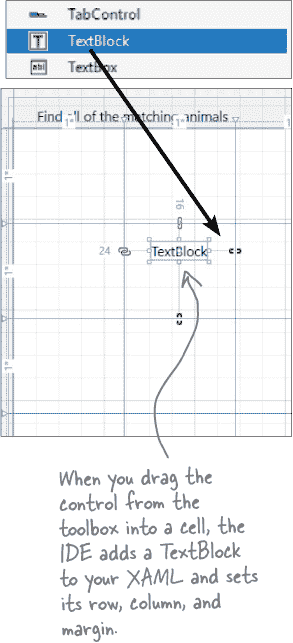 TabControl
TextBlock
TextBox
Find all of the matching animals
1" 1" 1"
1"
16
24
TextBlock
1"
1"
When you drag the
control from the
toolbox into a cell, the
IDE adds a TextBlock
to your XAML and sets
its row, column, and
margin.